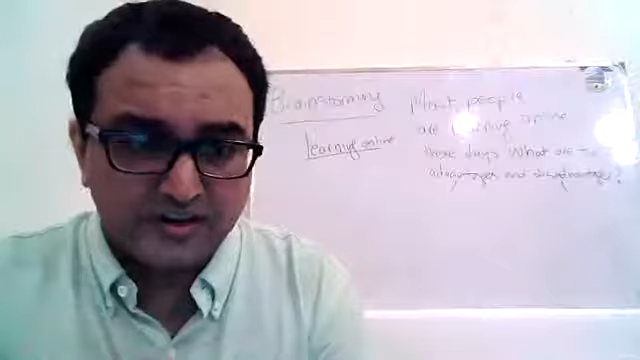 Brainstorming
learning online
Most people
are learning online
these days What are the
advantages and disadvantages?